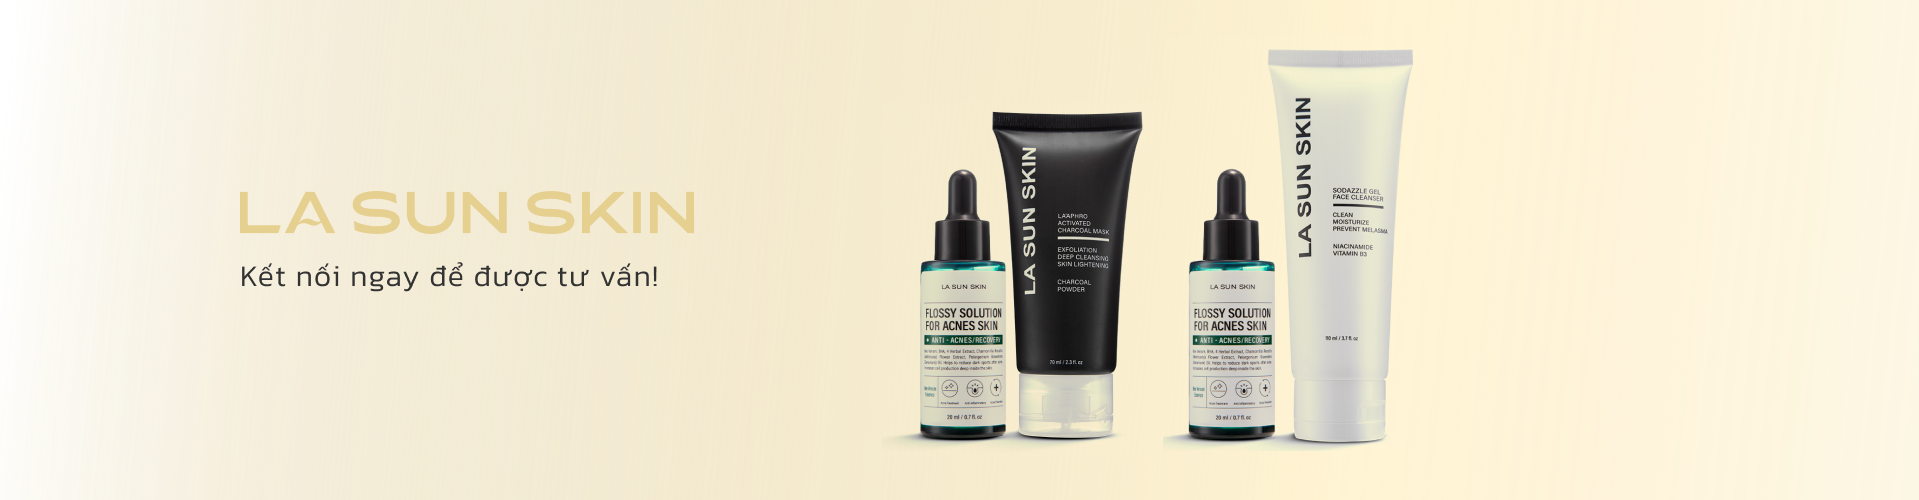 LA SUN SKIN
Kết nối ngay để được tư vấn!
LA SUN SKIN
FLOSSY SOLUTION
FOR ACNES SKIN
+ ANTI - ACNES/RECOVERY
20 ml / 0.7 fl. oz
LA SUN SKIN
LA'APHRO
ACTIVATED
CHARCOAL MASK
EXFOLIATION
DEEP CLEANSING
SKIN LIGHTENING
CHARCOAL
POWDER
70 ml / 2.3 fl. oz
LA SUN SKIN
FLOSSY SOLUTION
FOR ACNES SKIN
+ ANTI - ACNES/RECOVERY
20 ml / 0.7 fl. oz
LA SUN SKIN
SODAZZLE GEL
FACE CLEANSER
CLEAN
MOISTURIZE
PREVENT MELASMA
NIACINAMIDE
VITAMIN B3
110 ml / 3.7 fl. oz